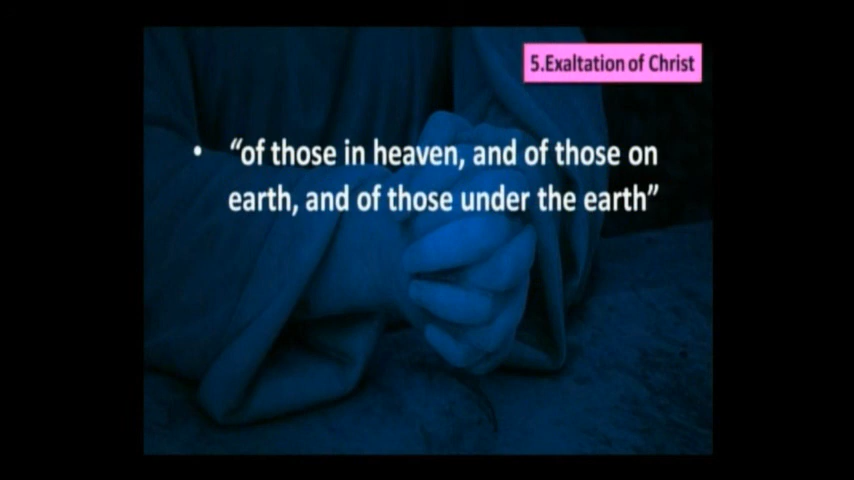 5.Exaltation of Christ
• “of those in heaven, and of those on
earth, and of those under the earth”